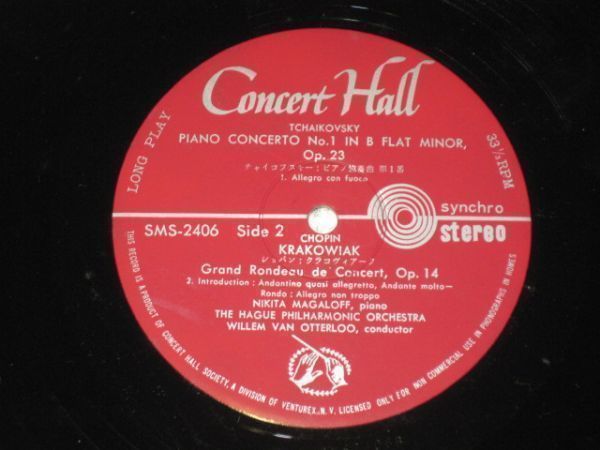 Concert Hall
TCHAIKOVSKY
PIANO CONCERTO No.1 IN B FLAT MINOR,
Op.23
チャイコフスキー:ピアノ協奏曲 第1番
1. Allegro con fuoco
LONG PLAY
33 1/3 RPM
SMS-2406 Side 2
synchro
stereo
CHOPIN
KRAKOWIAK
ショパン:クラコヴィアーク
Grand Rondeau de Concert, Op. 14
2. Introduction : Andantino quasi allegretto, Andante molto—
Rondo : Allegro non troppo
NIKITA MAGALOFF, piano
THE HAGUE PHILHARMONIC ORCHESTRA
WILLEM VAN OTTERLOO, conductor
THIS RECORD IS A PRODUCT OF CONCERT HALL SOCIETY, A DIVISION OF VENTUREX, N. V. LICENSED ONLY FOR NON COMMERCIAL USE ON PHONOGRAPHS IN HOMES